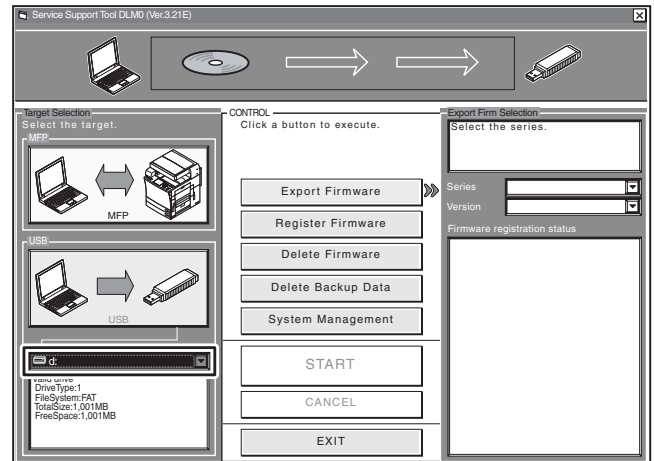 Service Support Tool DLM0 (Ver.3.21E)
Target Selection
Select the target.
MFP
MFP
USB
USB
d:
Valid drive
DriveType:1
FileSystem:FAT
TotalSize:1,001MB
FreeSpace:1,001MB
CONTROL
Click a button to execute.
Export Firmware
Register Firmware
Delete Firmware
Delete Backup Data
System Management
START
CANCEL
EXIT
Export Firm Selection
Select the series.
Series
Version
Firmware registration status